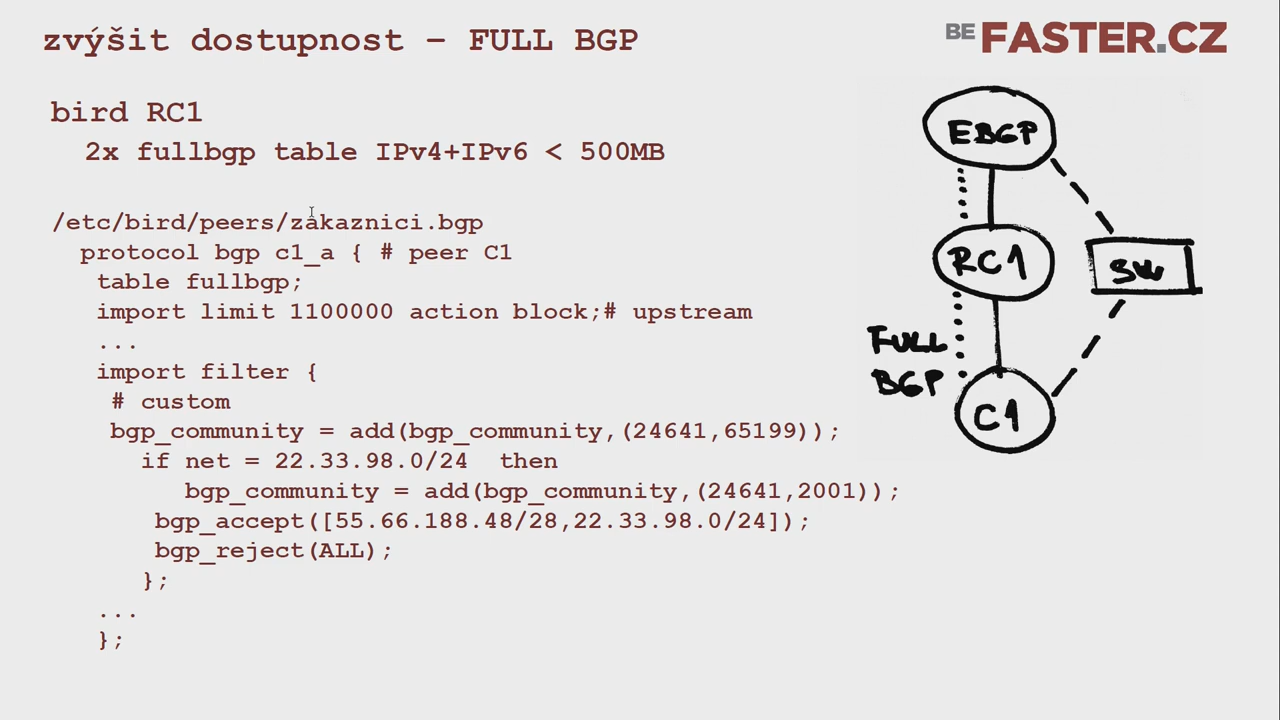 zvýšit dostupnost – FULL BGP
BE FASTER.CZ
bird RC1
2x fullbgp table IPv4+IPv6 < 500MB
/etc/bird/peers/zakaznici.bgp
protocol bgp c1_a { # peer C1
table fullbgp;
import limit 1100000 action block;# upstream
...
import filter {
# custom
bgp_community = add(bgp_community,(24641,65199));
if net = 22.33.98.0/24 then
bgp_community = add(bgp_community,(24641,2001));
bgp_accept([55.66.188.48/28,22.33.98.0/24]);
bgp_reject(ALL);
};
...
};
EBGP
RC1
SW
FULL
BGP
C1